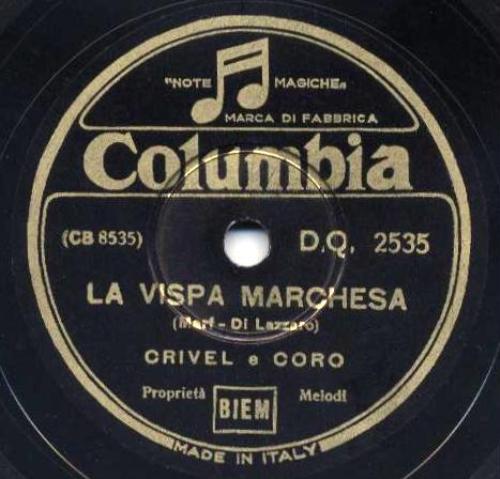 "NOTE MAGICHE"
MARCA DI FABBRICA
Columbia
(CB 8535) D.Q. 2535
LA VISPA MARCHESA
(Marf - Di Lazzaro)
CRIVEL e CORO
Proprietà BIEM Melodi
MADE IN ITALY